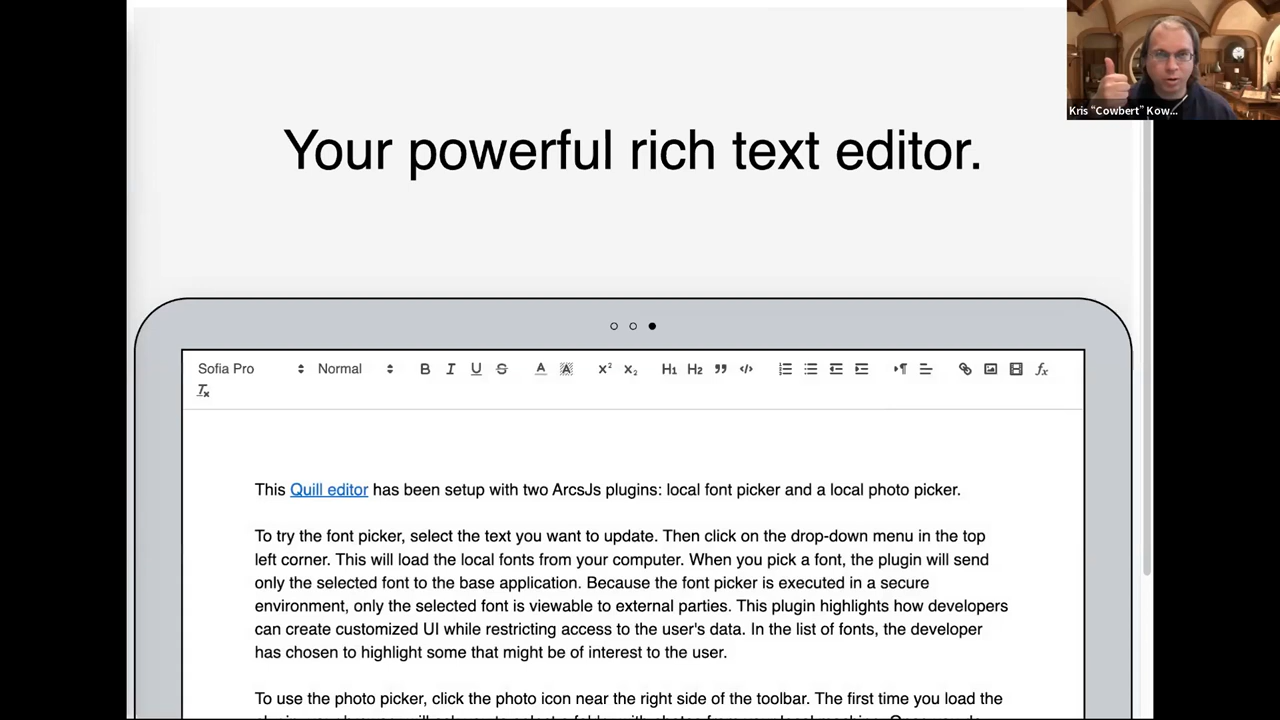 Kris “Cowbert” Kow...
Your powerful rich text editor.
Sofia Pro Normal B I U S A A X² X₂ H1 H2 ” </> fx
Tx
This Quill editor has been setup with two ArcsJs plugins: local font picker and a local photo picker.
To try the font picker, select the text you want to update. Then click on the drop-down menu in the top
left corner. This will load the local fonts from your computer. When you pick a font, the plugin will send
only the selected font to the base application. Because the font picker is executed in a secure
environment, only the selected font is viewable to external parties. This plugin highlights how developers
can create customized UI while restricting access to the user's data. In the list of fonts, the developer
has chosen to highlight some that might be of interest to the user.
To use the photo picker, click the photo icon near the right side of the toolbar. The first time you load the